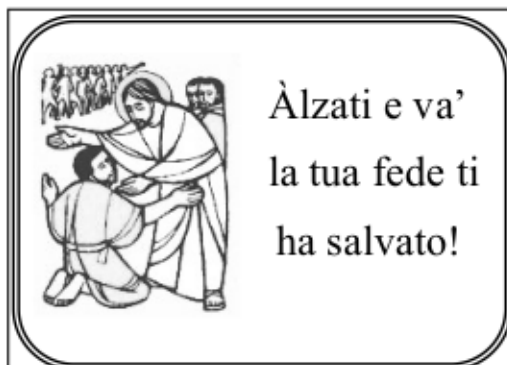 Àlzati e va’
la tua fede ti
ha salvato!